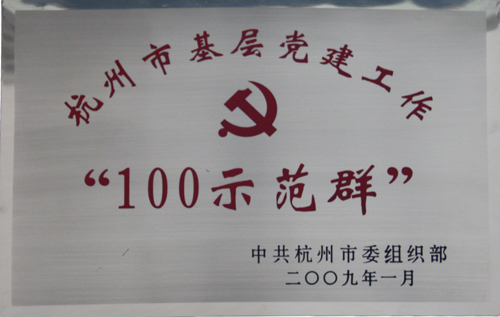 杭州市基层党建工作
“100示范群”
中共杭州市委组织部
二〇〇九年一月